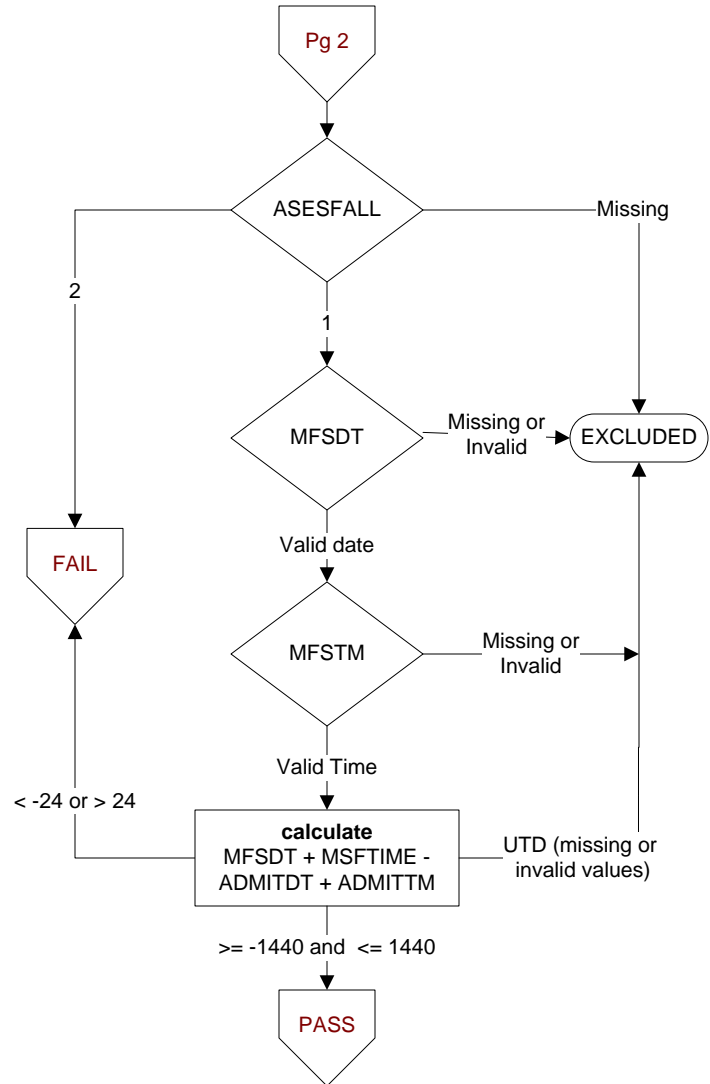 Pg 2
ASESFALL
Missing
2
1
MFSDT
Missing or
Invalid
EXCLUDED
Valid date
FAIL
MFSTM
Missing or
Invalid
Valid Time
< -24 or > 24
calculate
MFSDT + MSFTIME -
ADMITDT + ADMITTM
UTD (missing or
invalid values)
>= -1440 and <= 1440
PASS